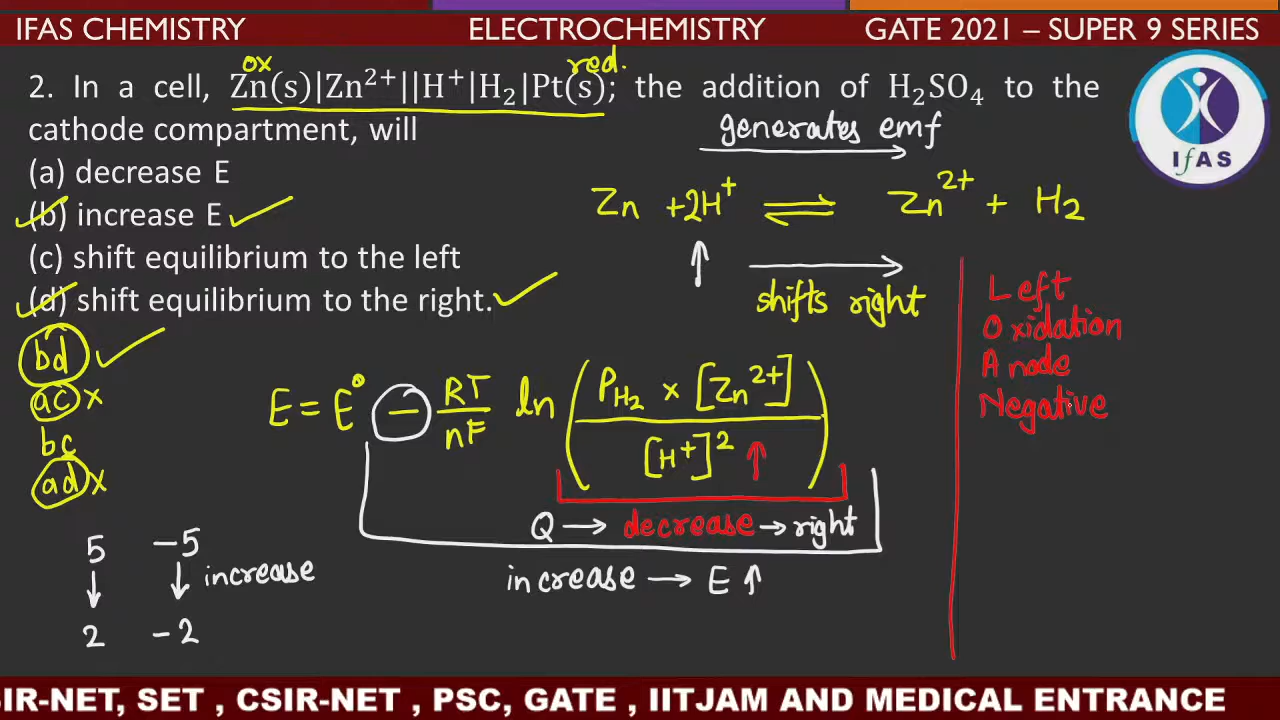 IFAS CHEMISTRY ELECTROCHEMISTRY GATE 2021 – SUPER 9 SERIES
ox red.
2. In a cell, Zn(s)|Zn²⁺||H⁺|H₂|Pt(s); the addition of H₂SO₄ to the
cathode compartment, will
generates emf
(a) decrease E
(b) increase E
(c) shift equilibrium to the left
(d) shift equilibrium to the right.
IfAS
Zn + 2H⁺ ⇌ Zn²⁺ + H₂
↑ → shifts right
bd
ac x
bc
ad x
E = E° − RT/nF ln (P_H₂ × [Zn²⁺] / [H⁺]² ↑)
Q → decrease → right
increase → E ↑
5 −5
↓ ↓ increase
2 −2
Left
Oxidation
Anode
Negative
SIR-NET, SET , CSIR-NET , PSC, GATE , IITJAM AND MEDICAL ENTRANCE